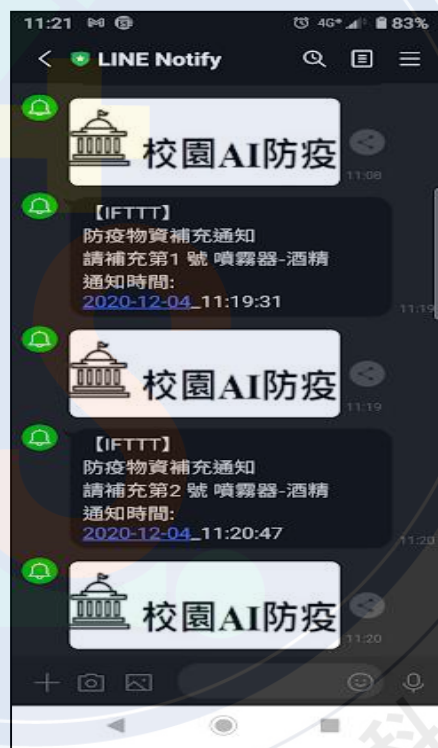 11:21
4G+
83%
LINE Notify
校園AI防疫
11:08
【IFTTT】
防疫物資補充通知
請補充第1 號 噴霧器-酒精
通知時間:
2020-12-04_11:19:31
11:19
校園AI防疫
11:19
【IFTTT】
防疫物資補充通知
請補充第2 號 噴霧器-酒精
通知時間:
2020-12-04_11:20:47
11:20
校園AI防疫
11:20